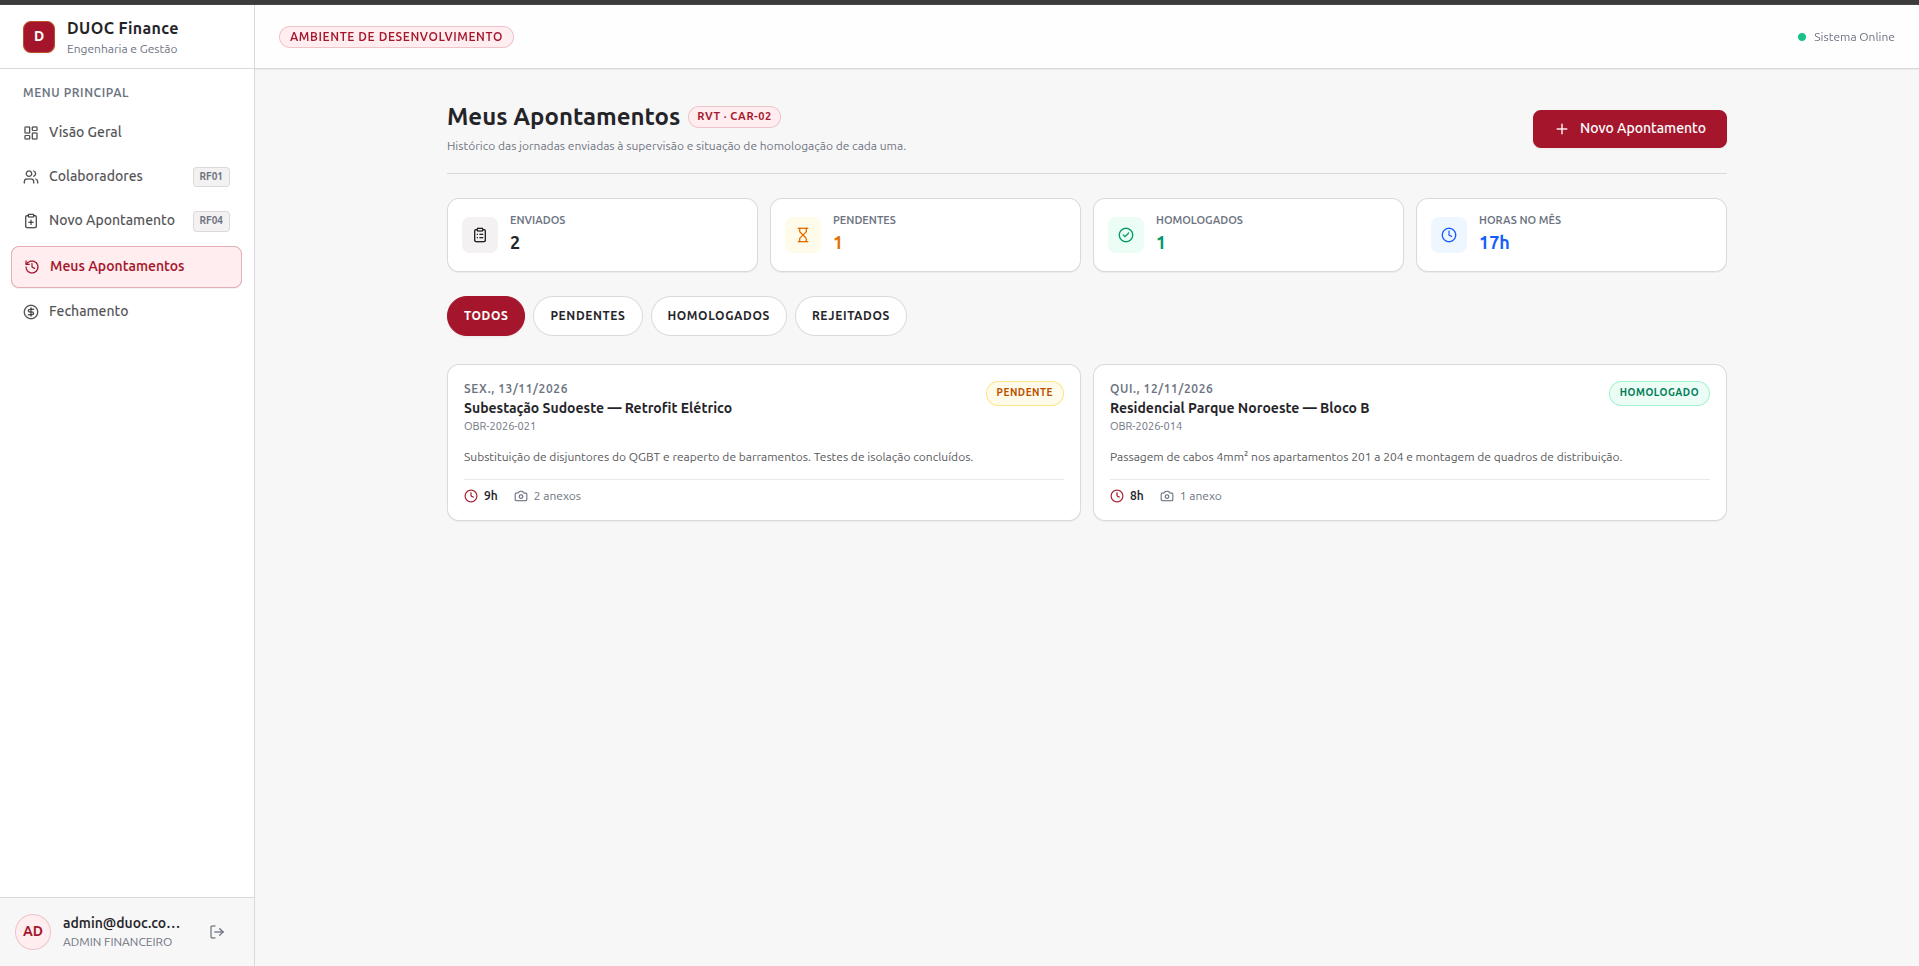 D
DUOC Finance
Engenharia e Gestão
MENU PRINCIPAL
Visão Geral
Colaboradores RF01
Novo Apontamento RF04
Meus Apontamentos
Fechamento
AD
admin@duoc.co...
ADMIN FINANCEIRO
AMBIENTE DE DESENVOLVIMENTO
Sistema Online
Meus Apontamentos RVT · CAR-02
Histórico das jornadas enviadas à supervisão e situação de homologação de cada uma.
+ Novo Apontamento
ENVIADOS
2
PENDENTES
1
HOMOLOGADOS
1
HORAS NO MÊS
17h
TODOS PENDENTES HOMOLOGADOS REJEITADOS
SEX., 13/11/2026
PENDENTE
Subestação Sudoeste — Retrofit Elétrico
OBR-2026-021
Substituição de disjuntores do QGBT e reaperto de barramentos. Testes de isolação concluídos.
9h 2 anexos
QUI., 12/11/2026
HOMOLOGADO
Residencial Parque Noroeste — Bloco B
OBR-2026-014
Passagem de cabos 4mm² nos apartamentos 201 a 204 e montagem de quadros de distribuição.
8h 1 anexo